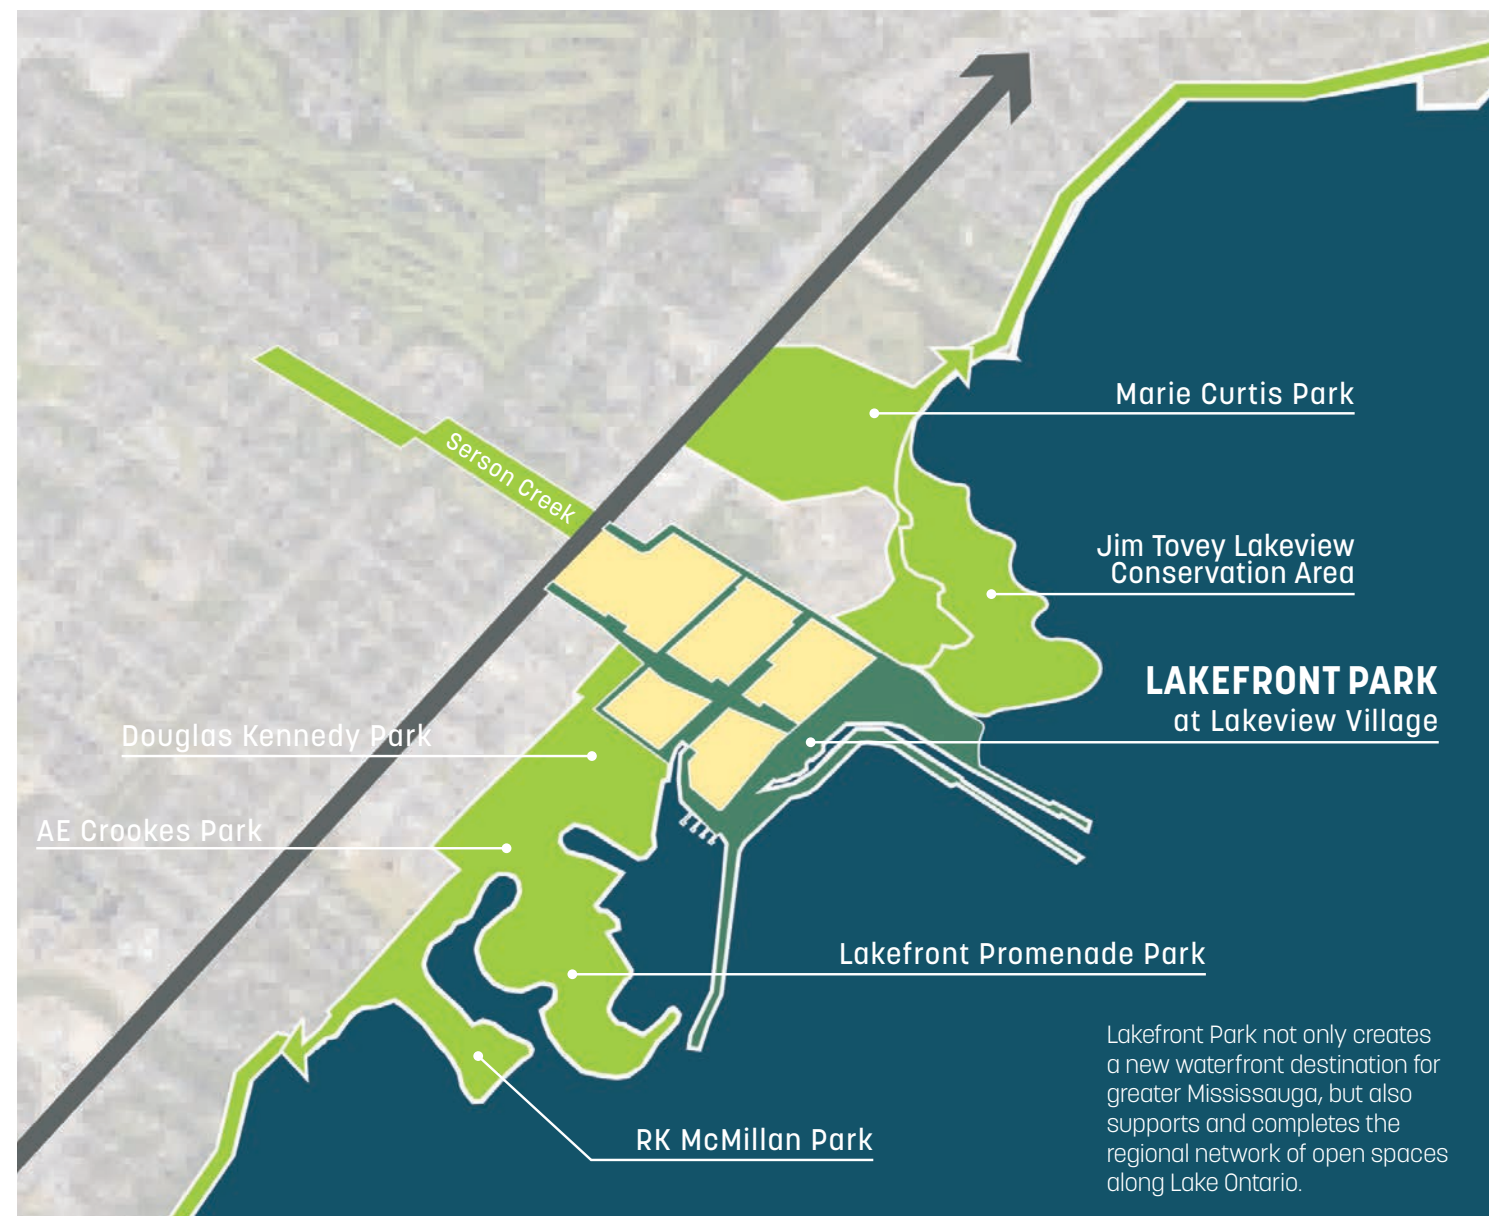 Marie Curtis Park
Serson Creek
Jim Tovey Lakeview
Conservation Area
LAKEFRONT PARK
at Lakeview Village
Douglas Kennedy Park
AE Crookes Park
Lakefront Promenade Park
RK McMillan Park
Lakefront Park not only creates
a new waterfront destination for
greater Mississauga, but also
supports and completes the
regional network of open spaces
along Lake Ontario.